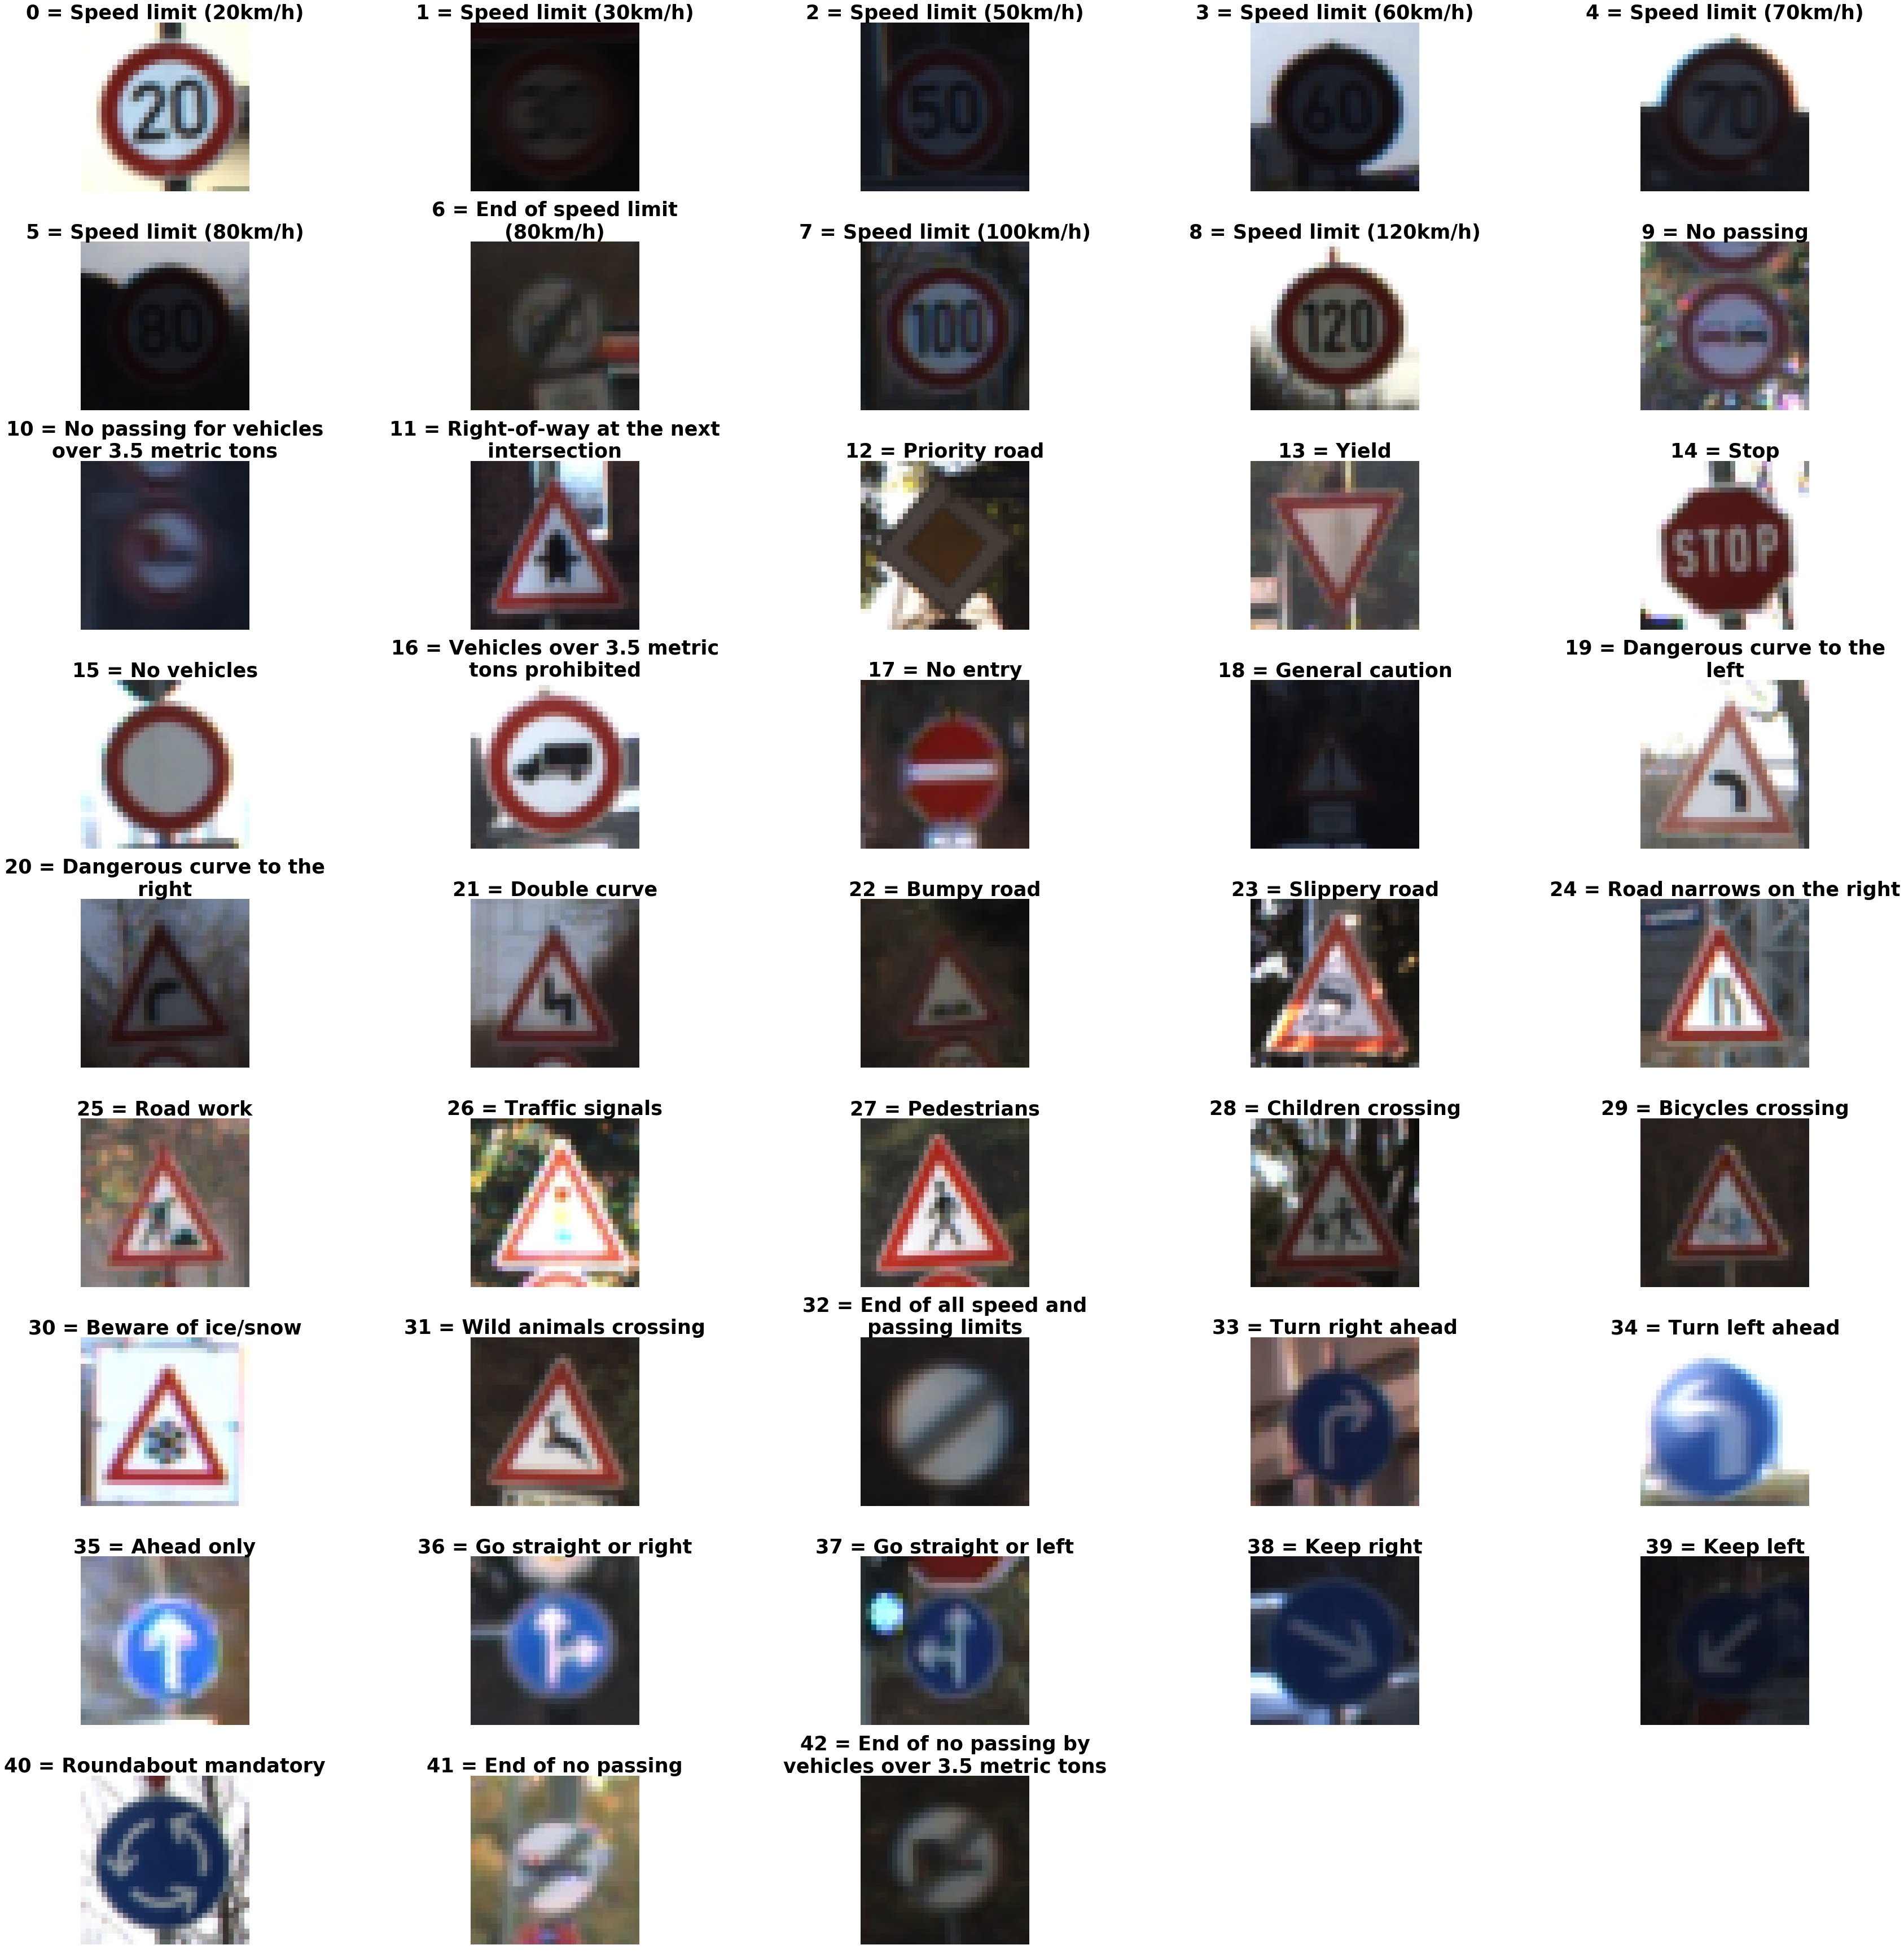 0 = Speed limit (20km/h)
1 = Speed limit (30km/h)
2 = Speed limit (50km/h)
3 = Speed limit (60km/h)
4 = Speed limit (70km/h)
20
30
50
60
70
5 = Speed limit (80km/h)
6 = End of speed limit
(80km/h)
7 = Speed limit (100km/h)
8 = Speed limit (120km/h)
9 = No passing
80
100
120
10 = No passing for vehicles
over 3.5 metric tons
11 = Right-of-way at the next
intersection
12 = Priority road
13 = Yield
14 = Stop
STOP
15 = No vehicles
16 = Vehicles over 3.5 metric
tons prohibited
17 = No entry
18 = General caution
19 = Dangerous curve to the
left
20 = Dangerous curve to the
right
21 = Double curve
22 = Bumpy road
23 = Slippery road
24 = Road narrows on the right
25 = Road work
26 = Traffic signals
27 = Pedestrians
28 = Children crossing
29 = Bicycles crossing
30 = Beware of ice/snow
31 = Wild animals crossing
32 = End of all speed and
passing limits
33 = Turn right ahead
34 = Turn left ahead
35 = Ahead only
36 = Go straight or right
37 = Go straight or left
38 = Keep right
39 = Keep left
40 = Roundabout mandatory
41 = End of no passing
42 = End of no passing by
vehicles over 3.5 metric tons